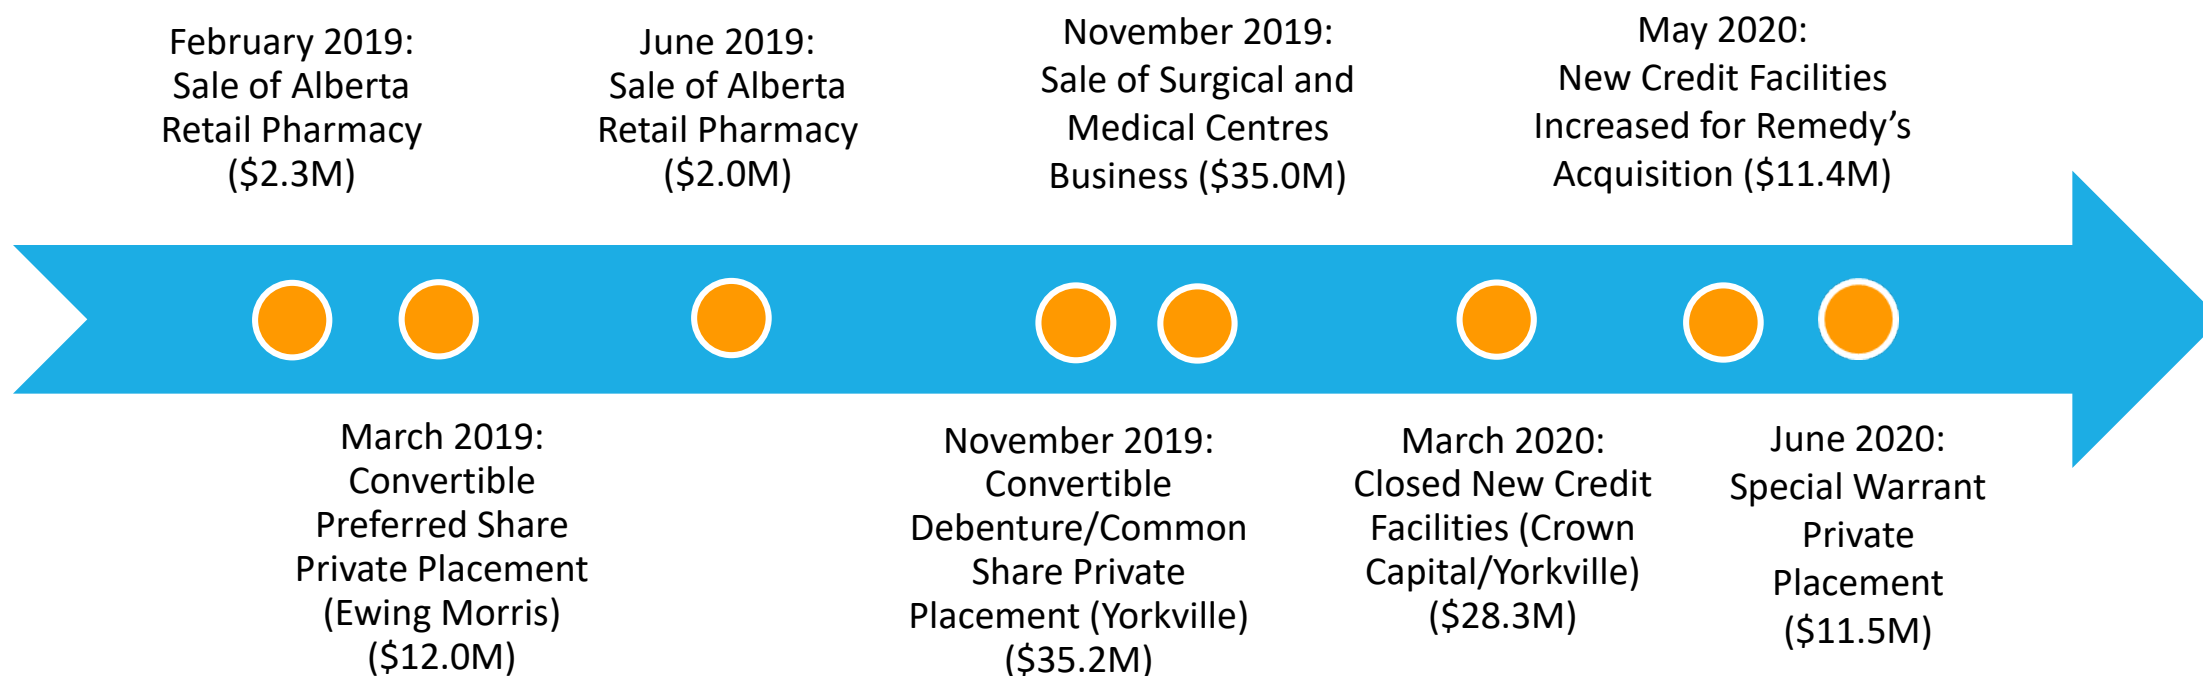 February 2019:
Sale of Alberta
Retail Pharmacy
($2.3M)
June 2019:
Sale of Alberta
Retail Pharmacy
($2.0M)
November 2019:
Sale of Surgical and
Medical Centres
Business ($35.0M)
May 2020:
New Credit Facilities
Increased for Remedy’s
Acquisition ($11.4M)
March 2019:
Convertible
Preferred Share
Private Placement
(Ewing Morris)
($12.0M)
November 2019:
Convertible
Debenture/Common
Share Private
Placement (Yorkville)
($35.2M)
March 2020:
Closed New Credit
Facilities (Crown
Capital/Yorkville)
($28.3M)
June 2020:
Special Warrant
Private
Placement
($11.5M)